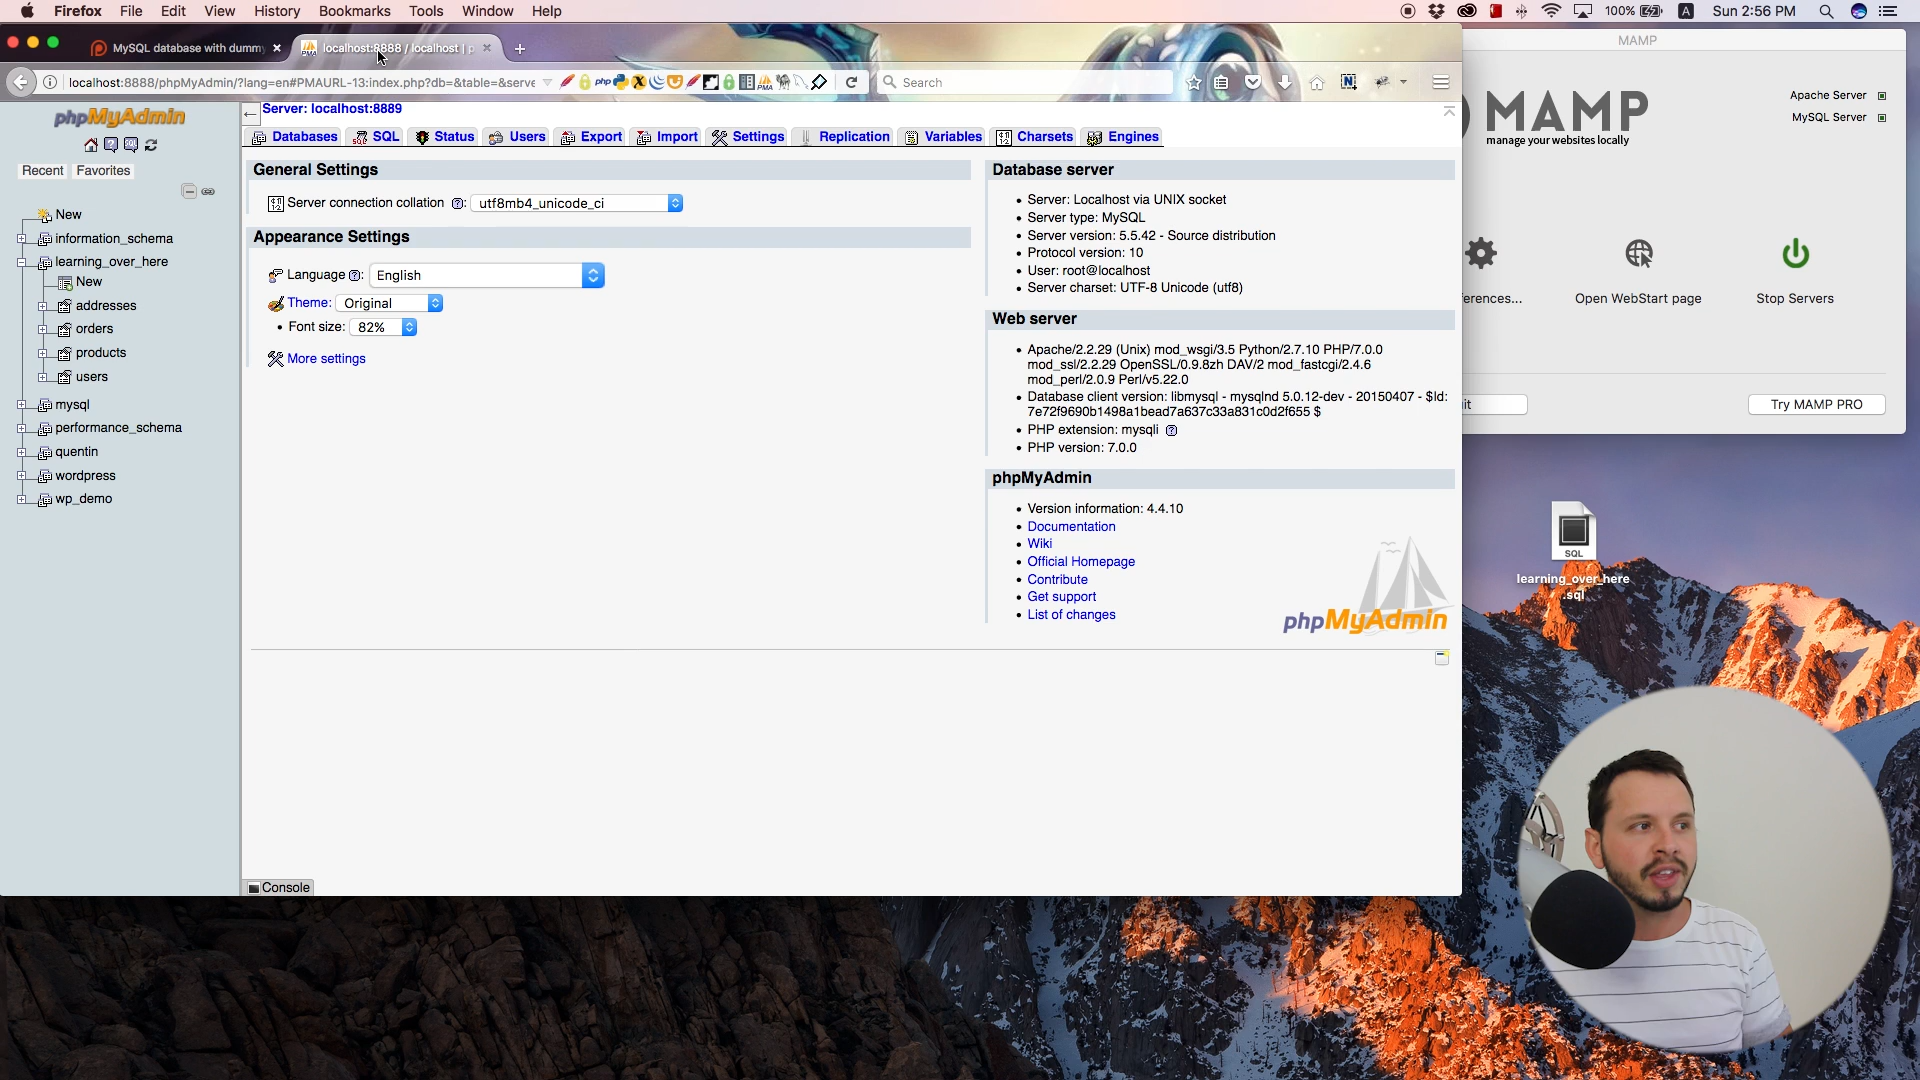 Firefox File Edit View History Bookmarks Tools Window Help
100% A Sun 2:56 PM
MySQL database with dummy
localhost:8888 / localhost | p
localhost:8888/phpMyAdmin/?lang=en#PMAURL-13:index.php?db=&table=&serve
php
Search
phpMyAdmin
Recent Favorites
New
information_schema
learning_over_here
New
addresses
orders
products
users
mysql
performance_schema
quentin
wordpress
wp_demo
Server: localhost:8889
Databases SQL Status Users Export Import Settings Replication Variables Charsets Engines
General Settings
Server connection collation : utf8mb4_unicode_ci
Appearance Settings
Language : English
Theme: Original
Font size: 82%
More settings
Database server
Server: Localhost via UNIX socket
Server type: MySQL
Server version: 5.5.42 - Source distribution
Protocol version: 10
User: root@localhost
Server charset: UTF-8 Unicode (utf8)
Web server
Apache/2.2.29 (Unix) mod_wsgi/3.5 Python/2.7.10 PHP/7.0.0
mod_ssl/2.2.29 OpenSSL/0.9.8zh DAV/2 mod_fastcgi/2.4.6
mod_perl/2.0.9 Perl/v5.22.0
Database client version: libmysql - mysqlnd 5.0.12-dev - 20150407 - $Id:
7e72f9690b1498a1bead7a637c33a831c0d2f655 $
PHP extension: mysqli
PHP version: 7.0.0
phpMyAdmin
Version information: 4.4.10
Documentation
Wiki
Official Homepage
Contribute
Get support
List of changes
phpMyAdmin
Console
MAMP
MAMP
manage your websites locally
Apache Server
MySQL Server
erences...
Open WebStart page
Stop Servers
it
Try MAMP PRO
SQL
learning_over_here
.sql